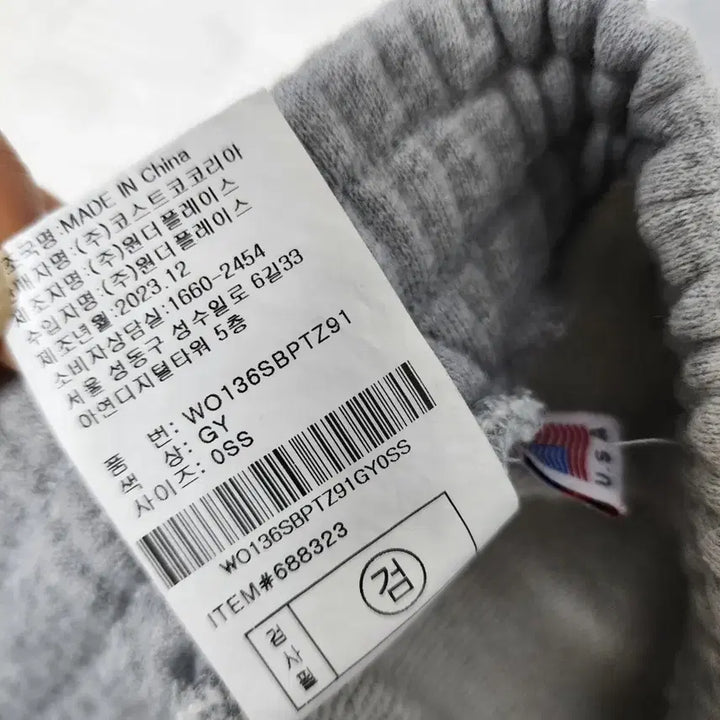 조국명:MADE IN China
판매자명:(주)코스트코코리아
제조자명:(주)원더플레이스
수입자명:(주)원더플레이스
제조년월:2023.12
소비자상담실:1660-2454
서울 성동구 성수일로 6길33
아연디지털타워 5층
품 번: WO136SBPTZ91
색 상: GY
사이즈: 0SS
WO136SBPTZ91GY0SS
ITEM#688323
검사필
검
U.S.A